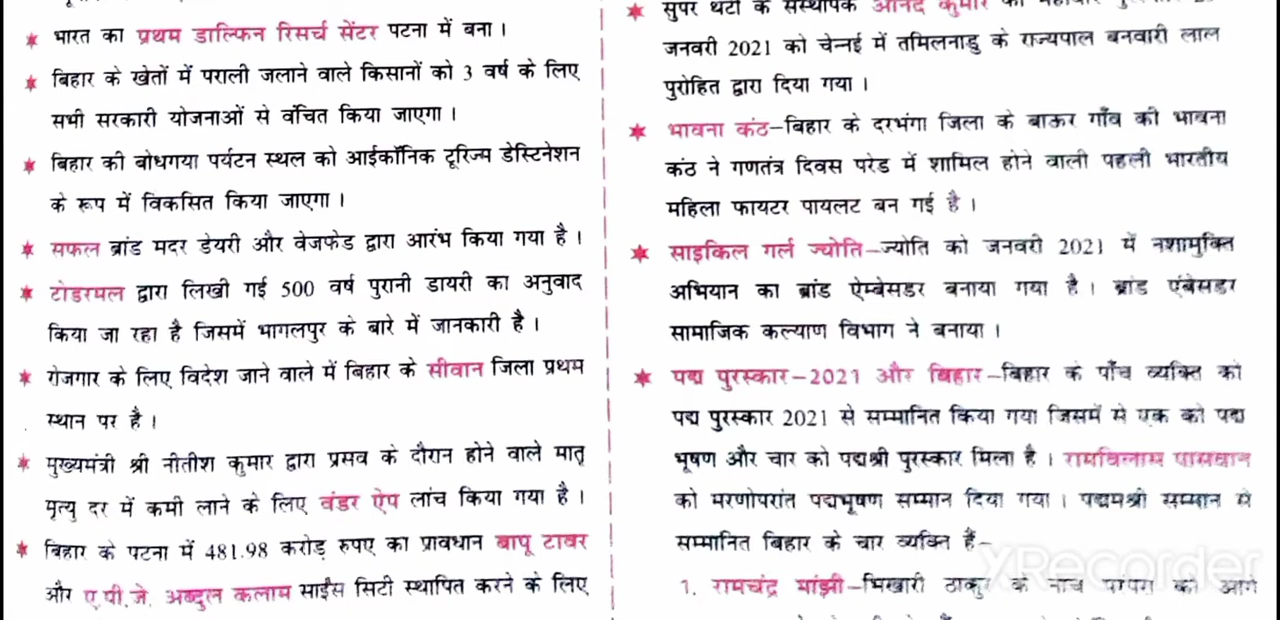 भारत का प्रथम डाल्फिन रिसर्च सेंटर पटना में बना।
बिहार के खेतों में पराली जलाने वाले किसानों को 3 वर्ष के लिए
सभी सरकारी योजनाओं से वंचित किया जाएगा।
बिहार की बोधगया पर्यटन स्थल को आईकॉनिक टूरिज्म डेस्टिनेशन
के रूप में विकसित किया जाएगा।
सफल ब्रांड मदर डेयरी और वेजफेड द्वारा आरंभ किया गया है।
टोडरमल द्वारा लिखी गई 500 वर्ष पुरानी डायरी का अनुवाद
किया जा रहा है जिसमें भागलपुर के बारे में जानकारी है।
रोजगार के लिए विदेश जाने वाले में बिहार के सीवान जिला प्रथम
स्थान पर है।
मुख्यमंत्री श्री नीतीश कुमार द्वारा प्रसव के दौरान होने वाले मातृ
मृत्यु दर में कमी लाने के लिए वंडर ऐप लांच किया गया है।
बिहार के पटना में 481.98 करोड़ रुपए का प्रावधान बापू टावर
और ए.पी.जे. अब्दुल कलाम साईंस सिटी स्थापित करने के लिए
सुपर थर्टी के संस्थापक आनंद कुमार को
जनवरी 2021 को चेन्नई में तमिलनाडु के राज्यपाल बनवारी लाल
पुरोहित द्वारा दिया गया।
भावना कंठ–बिहार के दरभंगा जिला के बाऊर गाँव की भावना
कंठ ने गणतंत्र दिवस परेड में शामिल होने वाली पहली भारतीय
महिला फायटर पायलट बन गई है।
साइकिल गर्ल ज्योति–ज्योति को जनवरी 2021 में नशामुक्ति
अभियान का ब्रांड ऐम्बेसडर बनाया गया है। ब्रांड एंबेसडर
सामाजिक कल्याण विभाग ने बनाया।
पद्म पुरस्कार–2021 और बिहार–बिहार के पाँच व्यक्ति को
पद्म पुरस्कार 2021 से सम्मानित किया गया जिसमें से एक को पद्म
भूषण और चार को पद्मश्री पुरस्कार मिला है। रामविलास पासवान
को मरणोपरांत पद्मभूषण सम्मान दिया गया। पद्मश्री सम्मान से
सम्मानित बिहार के चार व्यक्ति हैं–
XRecorder
1. रामचंद्र मांझी–भिखारी ठाकुर के नाच परंपरा को आगे